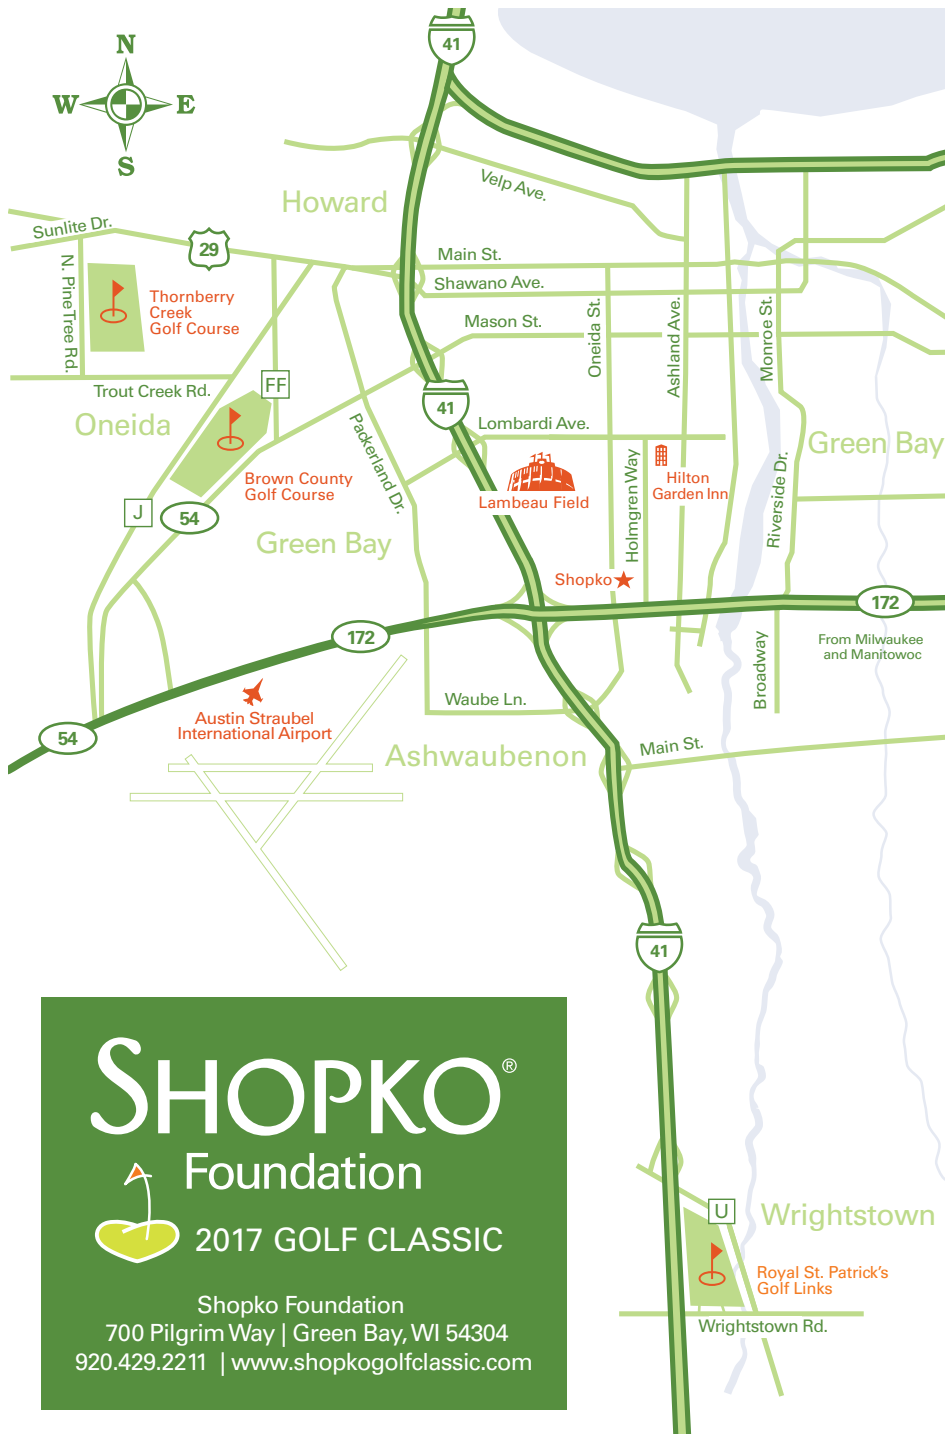 41
N
W E
S
Velp Ave.
Howard
Sunlite Dr.
29
Main St.
N. Pine Tree Rd.
Shawano Ave.
Thornberry
Creek
Golf Course
Mason St.
Oneida St.
Ashland Ave.
Monroe St.
Trout Creek Rd.
FF
41
Oneida
Packerland Dr.
Lombardi Ave.
Green Bay
Brown County
Golf Course
Lambeau Field
Holmgren Way
Hilton
Garden Inn
Riverside Dr.
J
54
Green Bay
Shopko
172
172
From Milwaukee
and Manitowoc
Broadway
Waube Ln.
Austin Straubel
International Airport
54
Ashwaubenon
Main St.
41
SHOPKO®
Foundation
2017 GOLF CLASSIC
Shopko Foundation
700 Pilgrim Way | Green Bay, WI 54304
920.429.2211 | www.shopkogolfclassic.com
U
Wrightstown
Royal St. Patrick's
Golf Links
Wrightstown Rd.